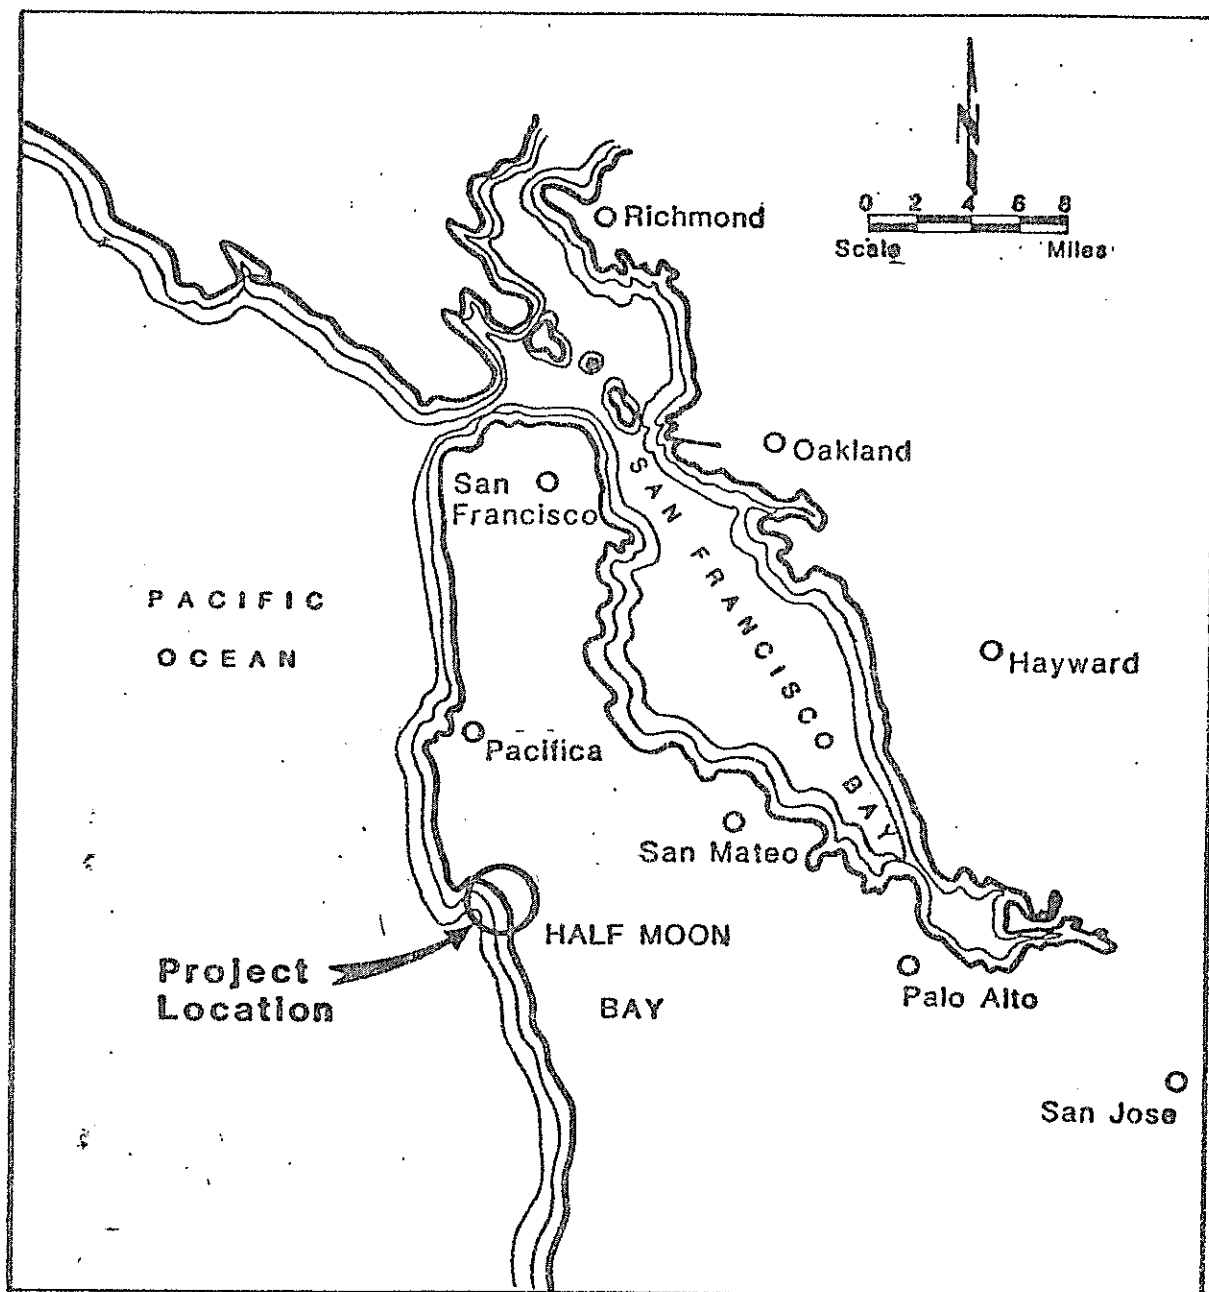 N
0 2 4 6 8
Scale Miles
Richmond
Oakland
San
Francisco
SAN FRANCISCO BAY
PACIFIC
OCEAN
Hayward
Pacifica
San Mateo
HALF MOON
BAY
Project
Location
Palo Alto
San Jose